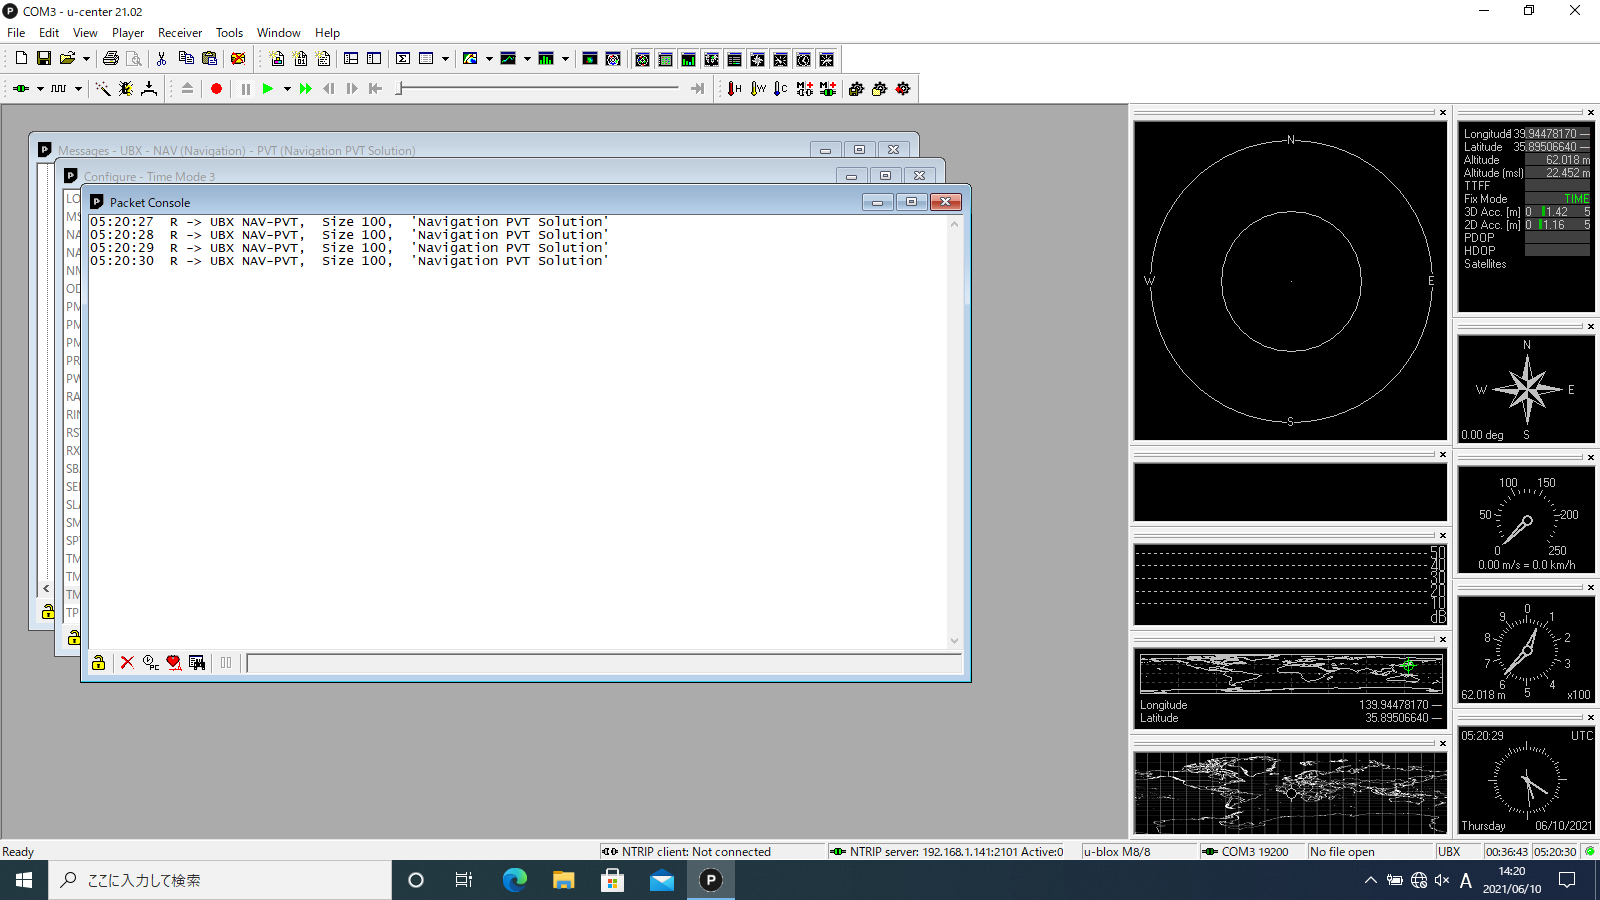 COM3 - u-center 21.02
File Edit View Player Receiver Tools Window Help
Messages - UBX - NAV (Navigation) - PVT (Navigation PVT Solution)
Configure - Time Mode 3
Packet Console
05:20:27 R -> UBX NAV-PVT, Size 100, 'Navigation PVT Solution'
05:20:28 R -> UBX NAV-PVT, Size 100, 'Navigation PVT Solution'
05:20:29 R -> UBX NAV-PVT, Size 100, 'Navigation PVT Solution'
05:20:30 R -> UBX NAV-PVT, Size 100, 'Navigation PVT Solution'
LO
MS
NA
NA
NM
OD
PM
PM
PM
PR
PW
RA
RIN
RS
RX
SB
SE
SL
SM
SP
TM
TM
TM
TP
N
W E
S
50
40
30
20
10
dB
Longitude 139.94478170 —
Latitude 35.89506640 —
Longitude 139.94478170 —
Latitude 35.89506640 —
Altitude 62.018 m
Altitude (msl) 22.452 m
TTFF
Fix Mode TIME
3D Acc. [m] 0 1.42 5
2D Acc. [m] 0 1.16 5
PDOP
HDOP
Satellites
N
W E
0.00 deg S
100 150
50 200
0 250
0.00 m/s = 0.0 km/h
0
9 1
8 2
7 3
6 4
5
62.018 m x100
05:20:29 UTC
Thursday 06/10/2021
Ready NTRIP client: Not connected NTRIP server: 192.168.1.141:2101 Active:0 u-blox M8/8 COM3 19200 No file open UBX 00:36:43 05:20:30
ここに入力して検索
A
14:20
2021/06/10